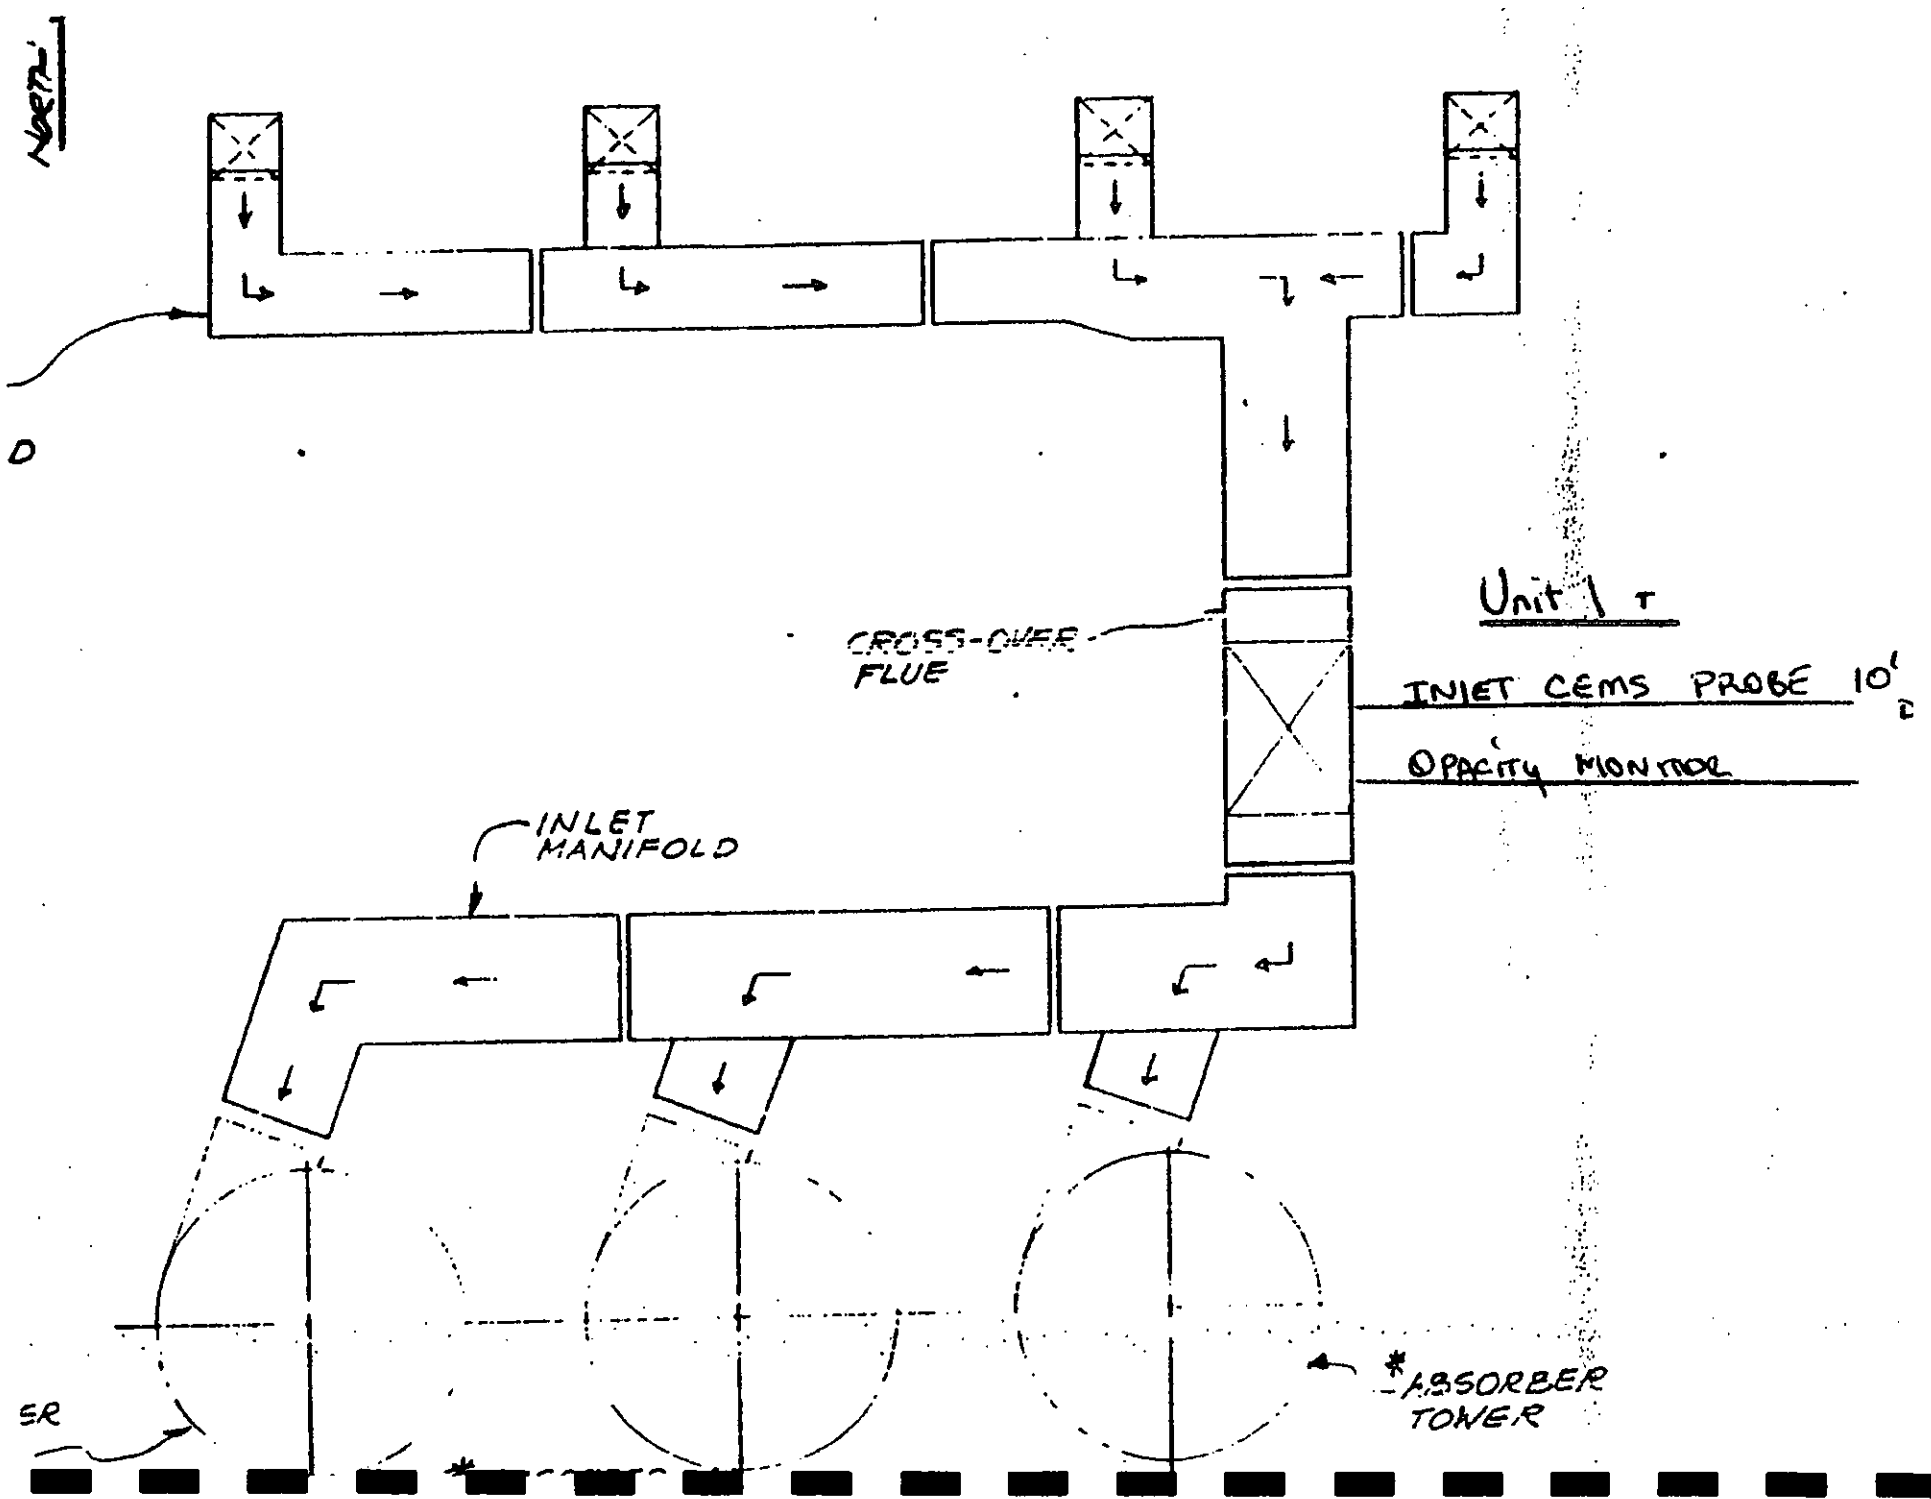 NORTH
D
Unit 1
CROSS-OVER
FLUE
INLET CEMS PROBE 10'
OPACITY MONITOR
INLET
MANIFOLD
*ABSORBER
TOWER
ER
*